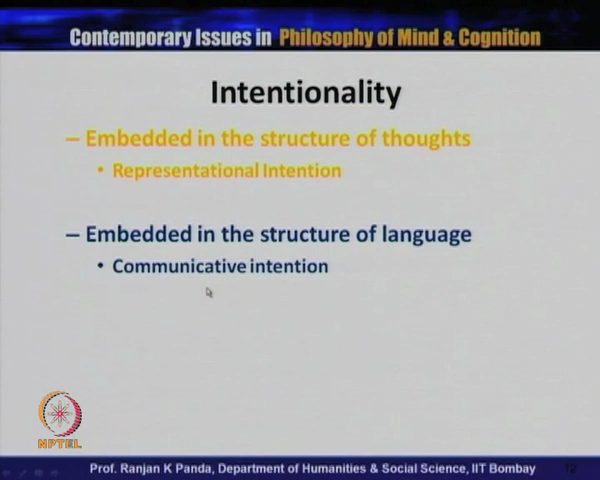 Contemporary Issues in Philosophy of Mind & Cognition
Intentionality
– Embedded in the structure of thoughts
• Representational Intention
– Embedded in the structure of language
• Communicative intention
NPTEL
Prof. Ranjan K Panda, Department of Humanities & Social Science, IIT Bombay 12